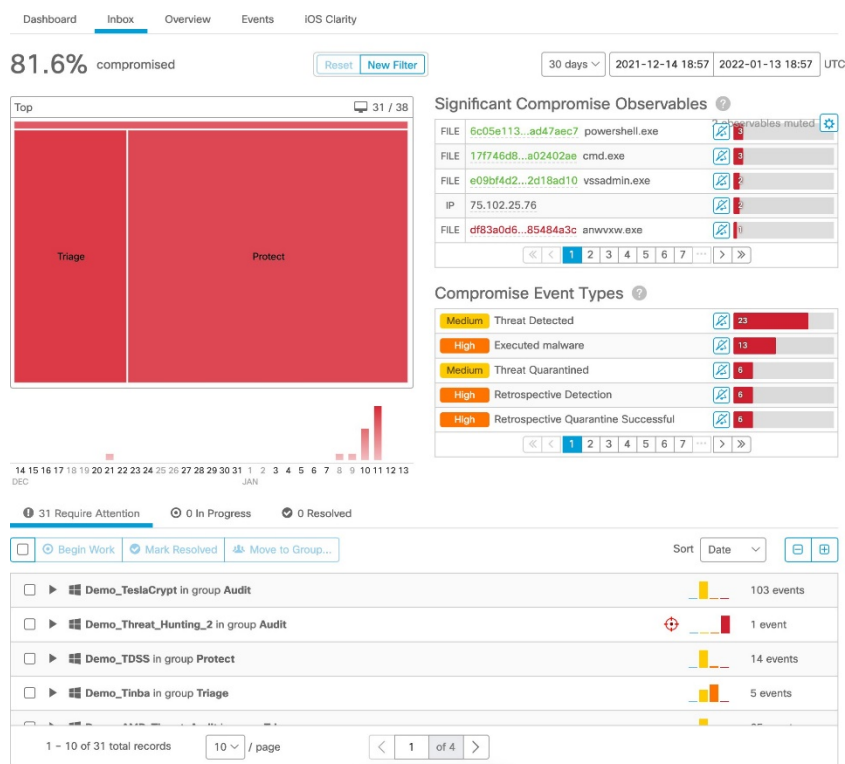 Dashboard Inbox Overview Events iOS Clarity
81.6% compromised
Reset New Filter
30 days 2021-12-14 18:57 2022-01-13 18:57 UTC
Top 31 / 38
Triage
Protect
14 15 16 17 18 19 20 21 22 23 24 25 26 27 28 29 30 31 1 2 3 4 5 6 7 8 9 10 11 12 13
DEC JAN
Significant Compromise Observables ?
observables muted
FILE 6c05e113...ad47aec7 powershell.exe 3
FILE 17f746d8...a02402ae cmd.exe 3
FILE e09bf4d2...2d18ad10 vssadmin.exe 2
IP 75.102.25.76 2
FILE df83a0d6...85484a3c anwvxw.exe 1
« < 1 2 3 4 5 6 7 ... > »
Compromise Event Types ?
Medium Threat Detected 23
High Executed malware 13
Medium Threat Quarantined 6
High Retrospective Detection 6
High Retrospective Quarantine Successful 6
« < 1 2 3 4 5 6 7 ... > »
31 Require Attention 0 In Progress 0 Resolved
Begin Work Mark Resolved Move to Group... Sort Date
Demo_TeslaCrypt in group Audit 103 events
Demo_Threat_Hunting_2 in group Audit 1 event
Demo_TDSS in group Protect 14 events
Demo_Tinba in group Triage 5 events
1 – 10 of 31 total records 10 / page < 1 of 4 >